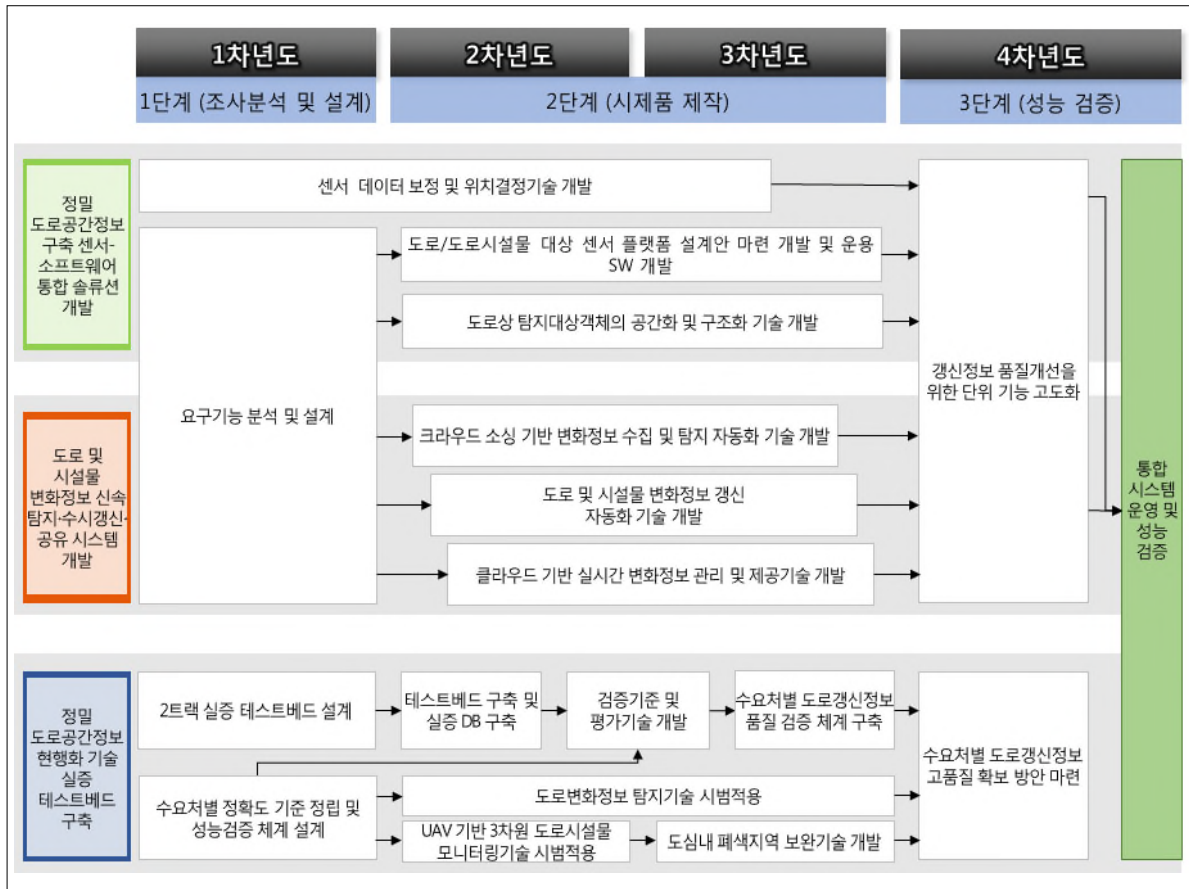 1차년도
2차년도
3차년도
4차년도
1단계 (조사분석 및 설계)
2단계 (시제품 제작)
3단계 (성능 검증)
정밀
도로공간정보
구축 센서-
소프트웨어
통합 솔류션
개발
센서 데이터 보정 및 위치결정기술 개발
요구기능 분석 및 설계
도로/도로시설물 대상 센서 플랫폼 설계안 마련 개발 및 운용
SW 개발
도로상 탐지대상객체의 공간화 및 구조화 기술 개발
갱신정보 품질개선을
위한 단위 기능 고도화
도로 및
시설물
변화정보 신속
탐지·수시갱신·
공유 시스템
개발
크라우드 소싱 기반 변화정보 수집 및 탐지 자동화 기술 개발
도로 및 시설물 변화정보 갱신
자동화 기술 개발
클라우드 기반 실시간 변화정보 관리 및 제공기술 개발
통합
시스템
운영 및
성능
검증
정밀
도로공간정보
현행화 기술
실증
테스트베드
구축
2트랙 실증 테스트베드 설계
테스트베드 구축 및
실증 DB 구축
검증기준 및
평가기술 개발
수요처별 도로갱신정보
품질 검증 체계 구축
수요처별 도로갱신정보
고품질 확보 방안 마련
수요처별 정확도 기준 정립 및
성능검증 체계 설계
도로변화정보 탐지기술 시범적용
UAV 기반 3차원 도로시설물
모니터링기술 시범적용
도심내 폐색지역 보완기술 개발